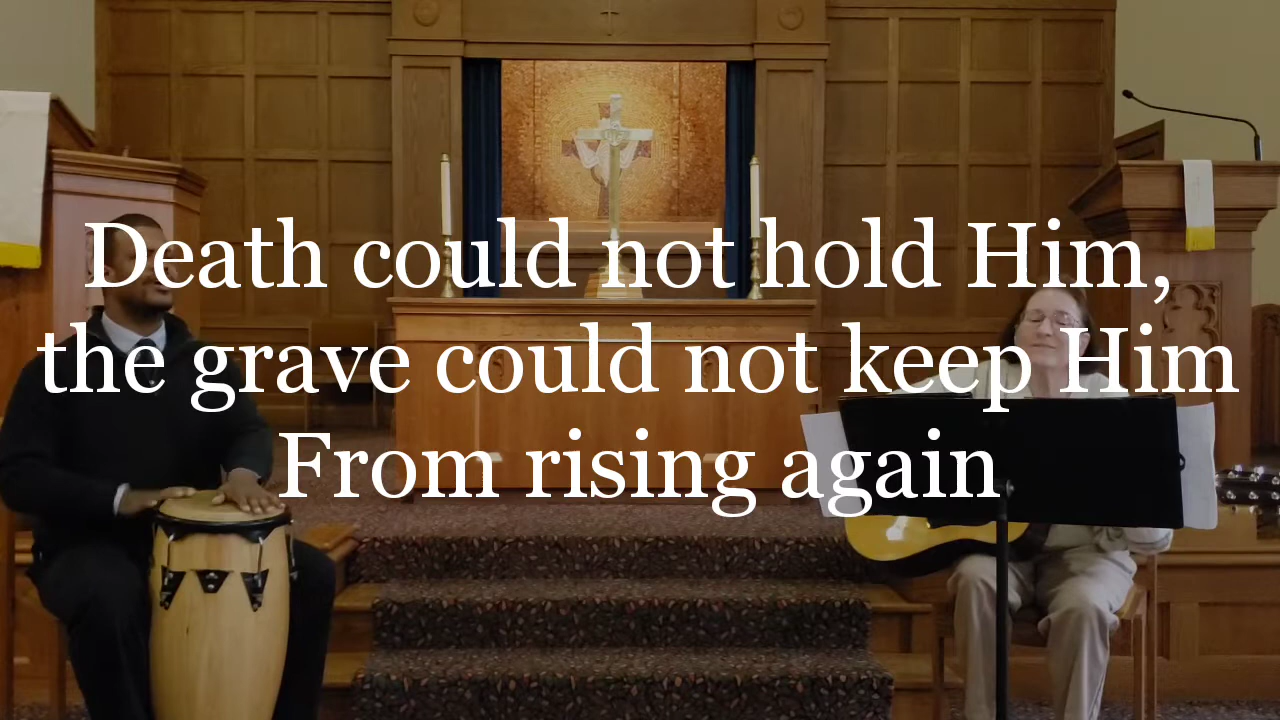 Death could not hold Him,
the grave could not keep Him
From rising again